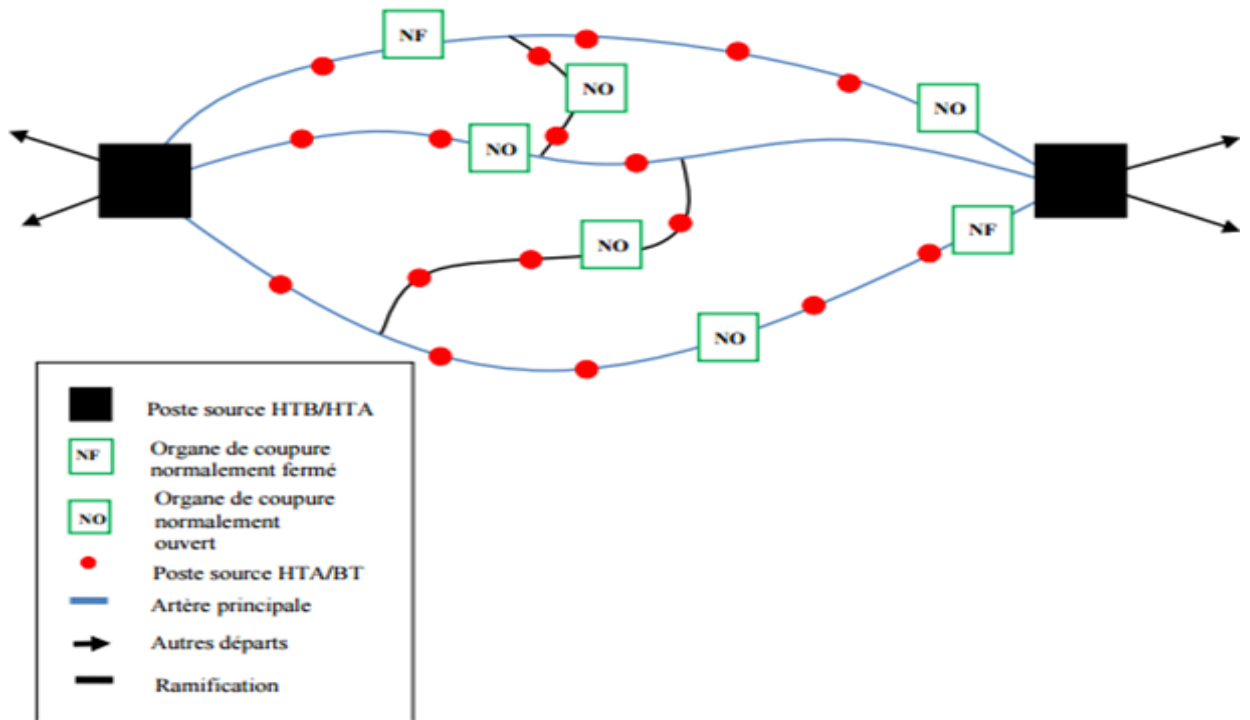 NF
NO
NO
NO
NO
NF
NO
Poste source HTB/HTA
NF
Organe de coupure
normalement fermé
NO
Organe de coupure
normalement
ouvert
Poste source HTA/BT
Artère principale
Autres départs
Ramification